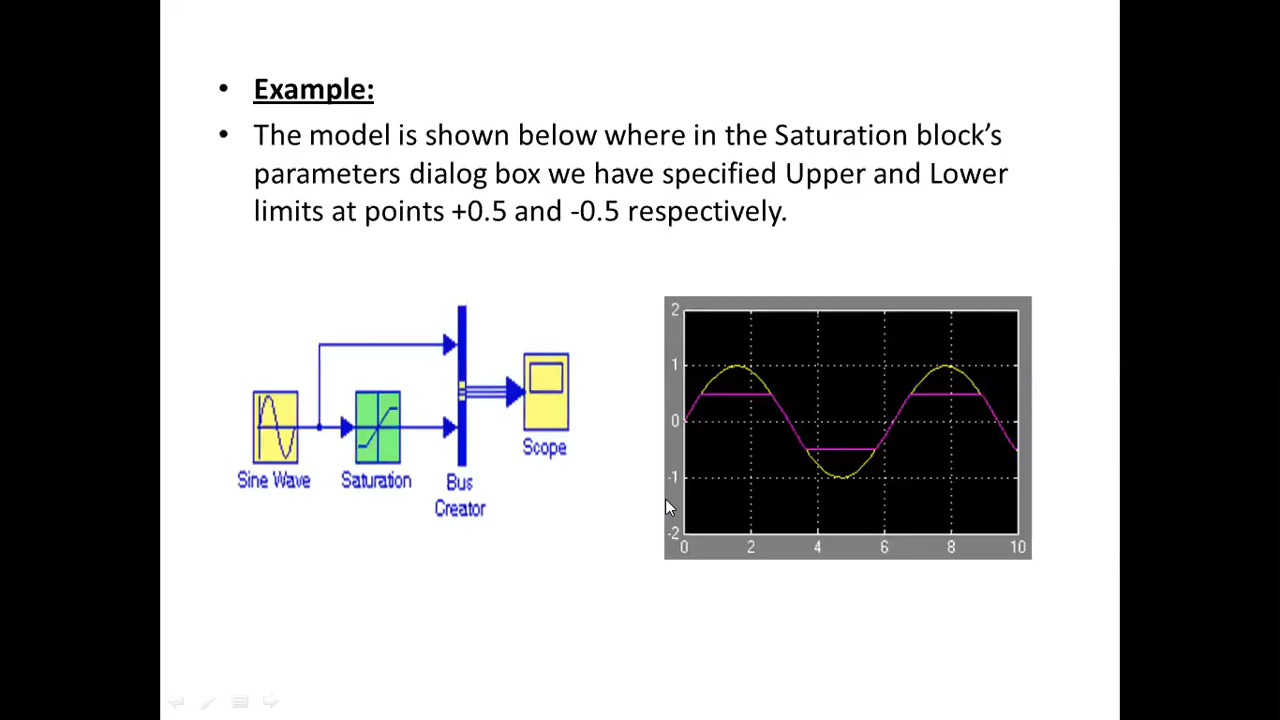 • Example:
• The model is shown below where in the Saturation block’s
parameters dialog box we have specified Upper and Lower
limits at points +0.5 and -0.5 respectively.
Sine Wave
Saturation
Bus
Creator
Scope
2
1
0
-1
-2
0 2 4 6 8 10